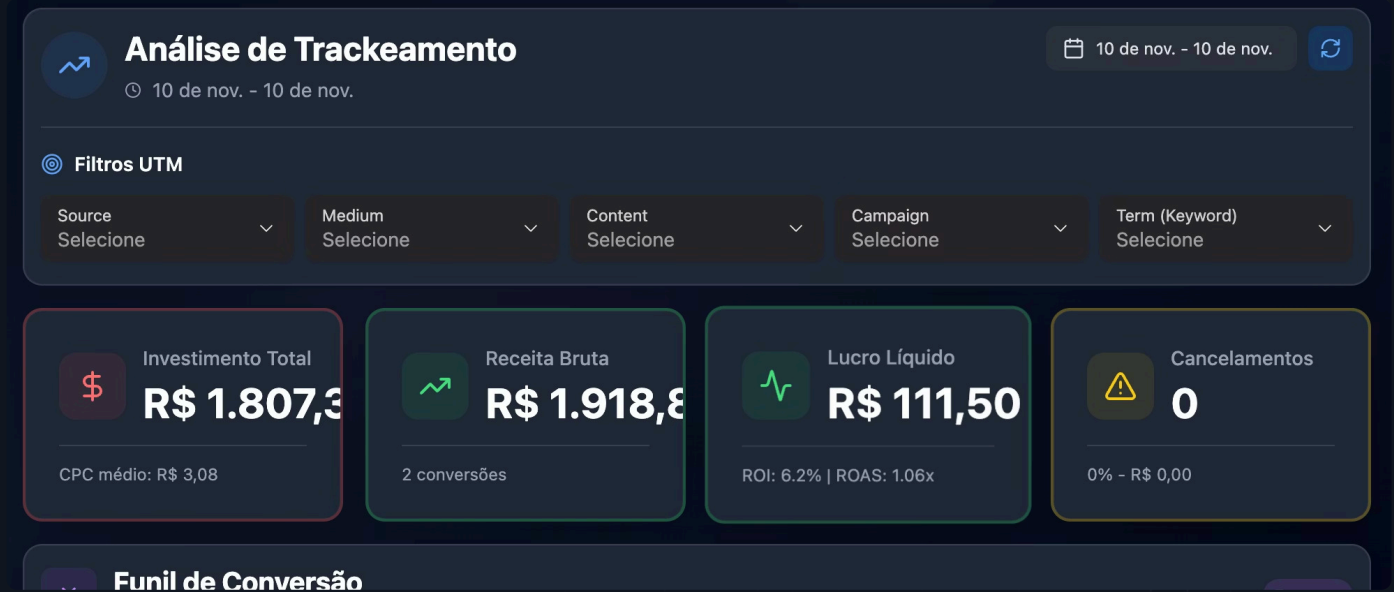 Análise de Trackeamento
10 de nov. - 10 de nov.
10 de nov. - 10 de nov.
Filtros UTM
Source
Selecione
Medium
Selecione
Content
Selecione
Campaign
Selecione
Term (Keyword)
Selecione
Investimento Total
R$ 1.807,3
CPC médio: R$ 3,08
Receita Bruta
R$ 1.918,8
2 conversões
Lucro Líquido
R$ 111,50
ROI: 6.2% | ROAS: 1.06x
Cancelamentos
0
0% - R$ 0,00
Funil de Conversão